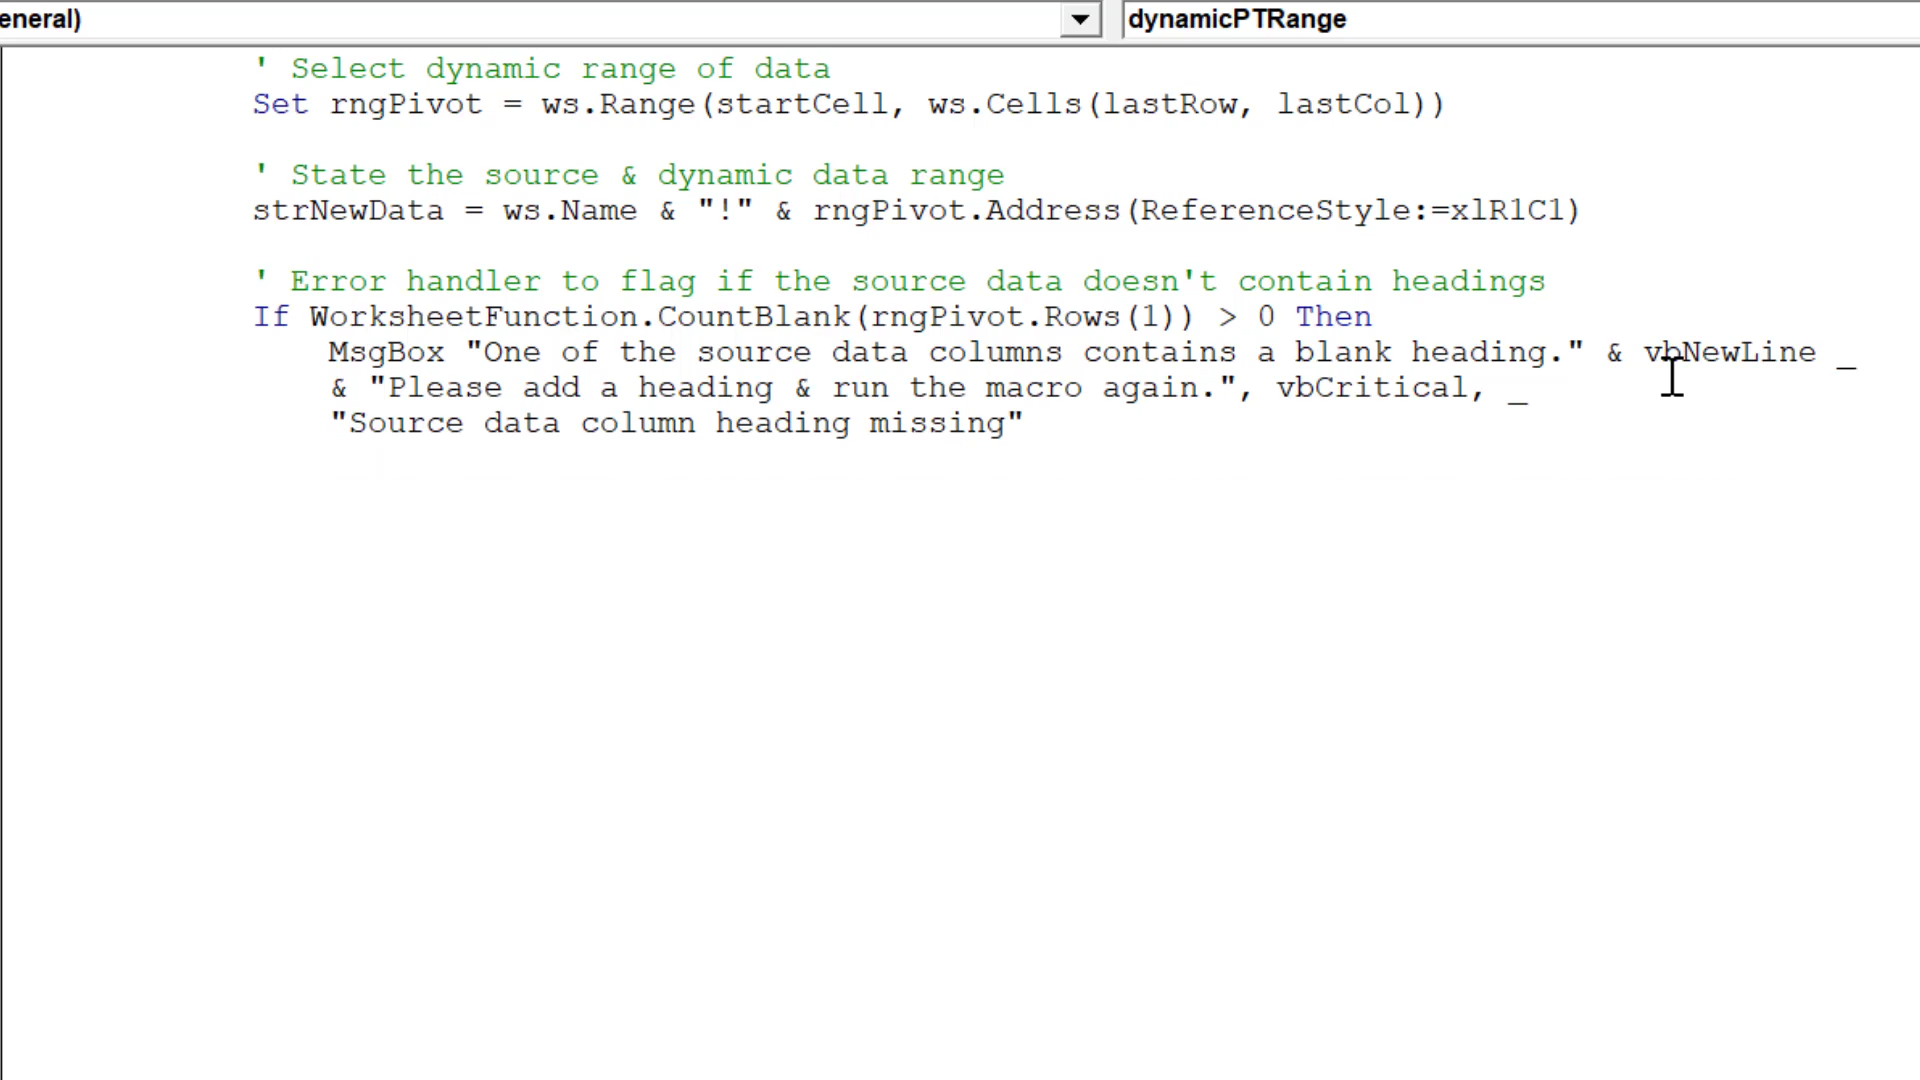 eneral)
dynamicPTRange
' Select dynamic range of data
Set rngPivot = ws.Range(startCell, ws.Cells(lastRow, lastCol))
' State the source & dynamic data range
strNewData = ws.Name & "!" & rngPivot.Address(ReferenceStyle:=xlR1C1)
' Error handler to flag if the source data doesn't contain headings
If WorksheetFunction.CountBlank(rngPivot.Rows(1)) > 0 Then
MsgBox "One of the source data columns contains a blank heading." & vbNewLine _
& "Please add a heading & run the macro again.", vbCritical, _
"Source data column heading missing"